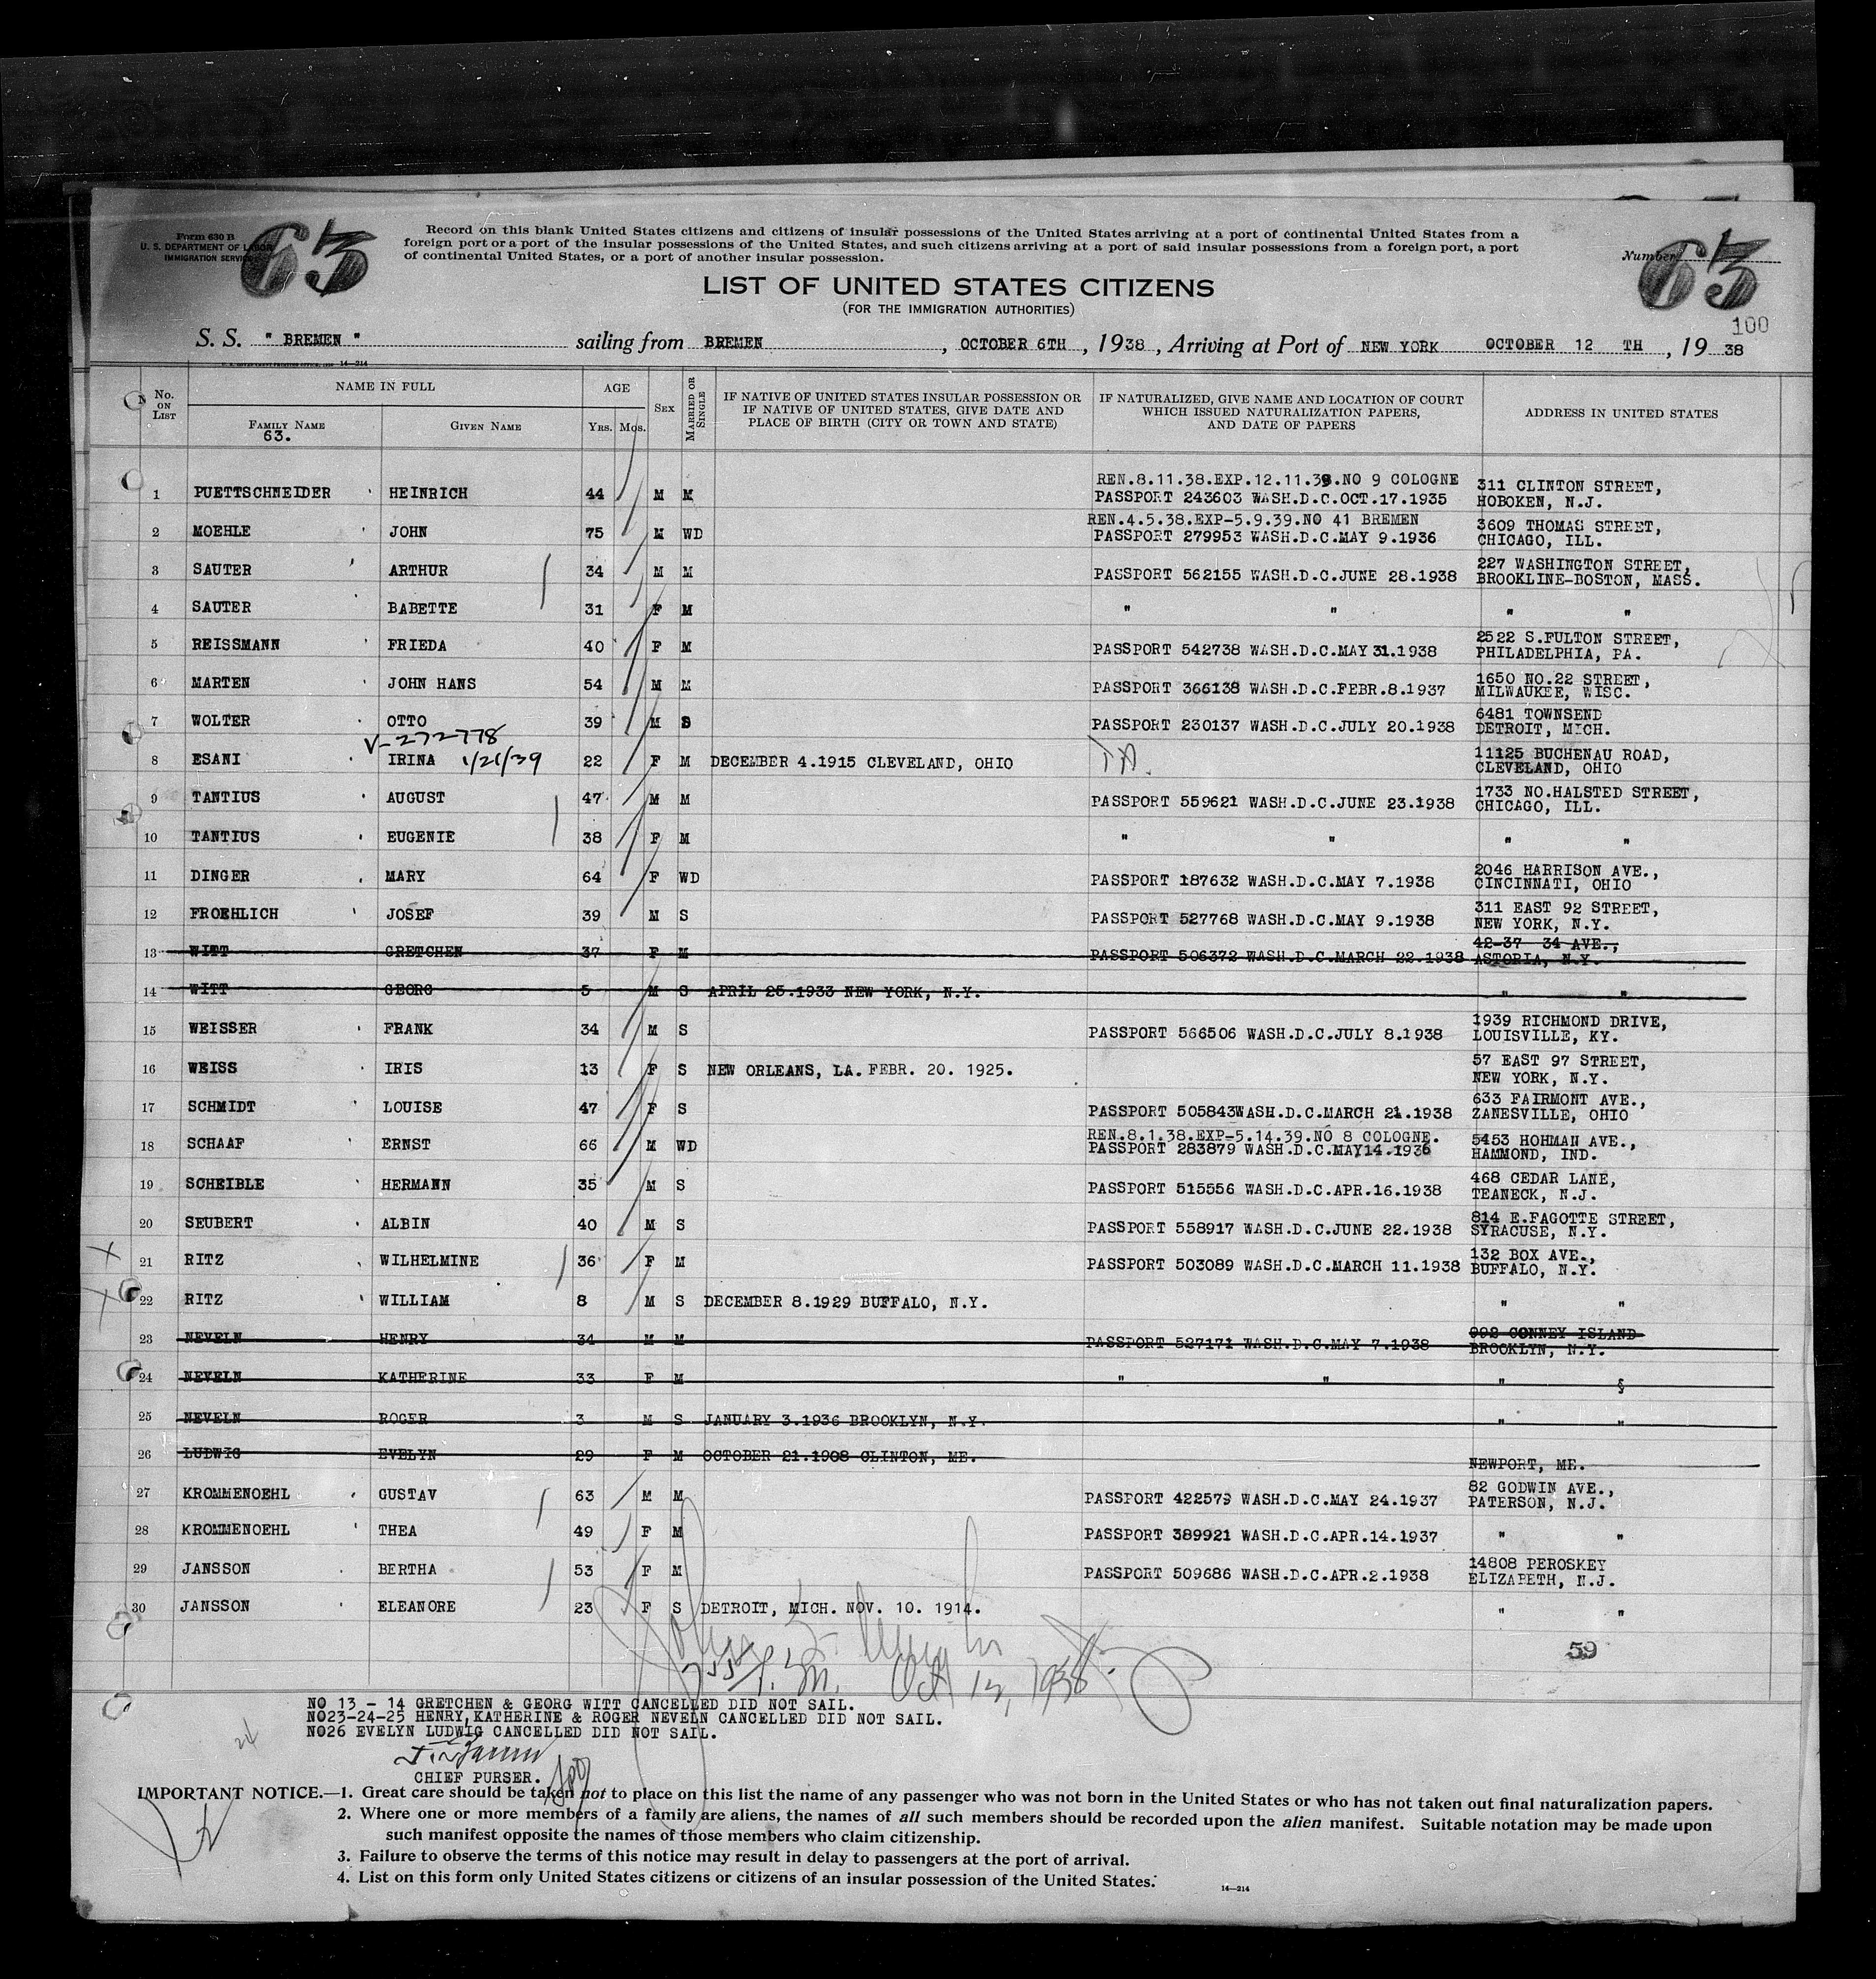 63
Form 630 B
U. S. DEPARTMENT OF LABOR
IMMIGRATION SERVICE
Record on this blank United States citizens and citizens of insular possessions of the United States arriving at a port of continental United States from a
foreign port or a port of the insular possessions of the United States, and such citizens arriving at a port of said insular possessions from a foreign port, a port
of continental United States, or a port of another insular possession.
Number 63
LIST OF UNITED STATES CITIZENS
(FOR THE IMMIGRATION AUTHORITIES)
100
S. S. " BREMEN " sailing from BREMEN, OCTOBER 6TH, 1938, Arriving at Port of NEW YORK OCTOBER 12 TH, 19 38
14—214
No. ON LIST | NAME IN FULL | AGE | SEX | MARRIED OR SINGLE | IF NATIVE OF UNITED STATES INSULAR POSSESSION OR IF NATIVE OF UNITED STATES, GIVE DATE AND PLACE OF BIRTH (CITY OR TOWN AND STATE) | IF NATURALIZED, GIVE NAME AND LOCATION OF COURT WHICH ISSUED NATURALIZATION PAPERS, AND DATE OF PAPERS | ADDRESS IN UNITED STATES
FAMILY NAME 63. | GIVEN NAME | YRS. | MOS.
1 PUETTSCHNEIDER HEINRICH 44 M M REN.8.11.38.EXP.12.11.39.NO 9 COLOGNE PASSPORT 243603 WASH.D.C.OCT.17.1935 311 CLINTON STREET, HOBOKEN, N.J.
2 MOEHLE JOHN 75 M WD REN.4.5.38.EXP-5.9.39.NO 41 BREMEN PASSPORT 279953 WASH.D.C.MAY 9.1936 3609 THOMAS STREET, CHICAGO, ILL.
3 SAUTER ARTHUR 34 M M PASSPORT 562155 WASH.D.C.JUNE 28.1938 227 WASHINGTON STREET, BROOKLINE-BOSTON, MASS.
4 SAUTER BABETTE 31 F M " " " "
5 REISSMANN FRIEDA 40 F M PASSPORT 542738 WASH.D.C.MAY 31.1938 2522 S.FULTON STREET, PHILADELPHIA, PA.
6 MARTEN JOHN HANS 54 M M PASSPORT 366138 WASH.D.C.FEBR.8.1937 1650 NO.22 STREET, MILWAUKEE, WISC.
7 WOLTER OTTO 39 M S PASSPORT 230137 WASH.D.C.JULY 20.1938 6481 TOWNSEND DETROIT, MICH.
V-272778
8 ESANI IRINA 1/21/39 22 F M DECEMBER 4.1915 CLEVELAND, OHIO 11125 BUCHENAU ROAD, CLEVELAND, OHIO
9 TANTIUS AUGUST 47 M M PASSPORT 559621 WASH.D.C.JUNE 23.1938 1733 NO.HALSTED STREET, CHICAGO, ILL.
10 TANTIUS EUGENIE 38 F M " " " "
11 DINGER MARY 64 F WD PASSPORT 187632 WASH.D.C.MAY 7.1938 2046 HARRISON AVE., CINCINNATI, OHIO
12 FROEHLICH JOSEF 39 M S PASSPORT 527768 WASH.D.C.MAY 9.1938 311 EAST 92 STREET, NEW YORK, N.Y.
13 WITT GRETCHEN 37 F M PASSPORT 506372 WASH.D.C.MARCH 22.1938 42-37 34 AVE., ASTORIA, N.Y.
14 WITT GEORG 5 M S APRIL 25.1933 NEW YORK, N.Y. " "
15 WEISSER FRANK 34 M S PASSPORT 566506 WASH.D.C.JULY 8.1938 1939 RICHMOND DRIVE, LOUISVILLE, KY.
16 WEISS IRIS 13 F S NEW ORLEANS, LA. FEBR. 20. 1925. 57 EAST 97 STREET, NEW YORK, N.Y.
17 SCHMIDT LOUISE 47 F S PASSPORT 505843WASH.D.C.MARCH 21.1938 633 FAIRMONT AVE., ZANESVILLE, OHIO
18 SCHAAF ERNST 66 M WD REN.8.1.38.EXP-5.14.39.NO 8 COLOGNE. PASSPORT 283879 WASH.D.C.MAY14.1936 5453 HOHMAN AVE., HAMMOND, IND.
19 SCHEIBLE HERMANN 35 M S PASSPORT 515556 WASH.D.C.APR.16.1938 468 CEDAR LANE, TEANECK, N.J.
20 SEUBERT ALBIN 40 M S PASSPORT 558917 WASH.D.C.JUNE 22.1938 814 E.FAGOTTE STREET, SYRACUSE, N.Y.
21 RITZ WILHELMINE 36 F M PASSPORT 503089 WASH.D.C.MARCH 11.1938 132 BOX AVE., BUFFALO, N.Y.
22 RITZ WILLIAM 8 M S DECEMBER 8.1929 BUFFALO, N.Y. " "
23 NEVELN HENRY 34 M M PASSPORT 527171 WASH.D.C.MAY 7.1938 992 CONNEY ISLAND BROOKLYN, N.Y.
24 NEVELN KATHERINE 33 F M " " " §
25 NEVELN ROGER 3 M S JANUARY 3.1936 BROOKLYN, N.Y. " "
26 LUDWIG EVELYN 29 F M OCTOBER 21.1908 CLINTON, ME. NEWPORT, ME.
27 KROMMENOEHL GUSTAV 63 M M PASSPORT 422579 WASH.D.C.MAY 24.1937 82 GODWIN AVE., PATERSON, N.J.
28 KROMMENOEHL THEA 49 F M PASSPORT 389921 WASH.D.C.APR.14.1937 " "
29 JANSSON BERTHA 53 F M PASSPORT 509686 WASH.D.C.APR.2.1938 14808 PEROSKEY ELIZABETH, N.J.
30 JANSSON ELEANORE 23 F S DETROIT, MICH. NOV. 10. 1914. " "
59
Oct 12, 1938
NO 13 - 14 GRETCHEN & GEORG WITT CANCELLED DID NOT SAIL.
NO23-24-25 HENRY,KATHERINE & ROGER NEVELN CANCELLED DID NOT SAIL.
NO26 EVELYN LUDWIG CANCELLED DID NOT SAIL.
CHIEF PURSER.
IMPORTANT NOTICE.—1. Great care should be taken not to place on this list the name of any passenger who was not born in the United States or who has not taken out final naturalization papers.
2. Where one or more members of a family are aliens, the names of all such members should be recorded upon the alien manifest. Suitable notation may be made upon
such manifest opposite the names of those members who claim citizenship.
3. Failure to observe the terms of this notice may result in delay to passengers at the port of arrival.
4. List on this form only United States citizens or citizens of an insular possession of the United States.
14—214